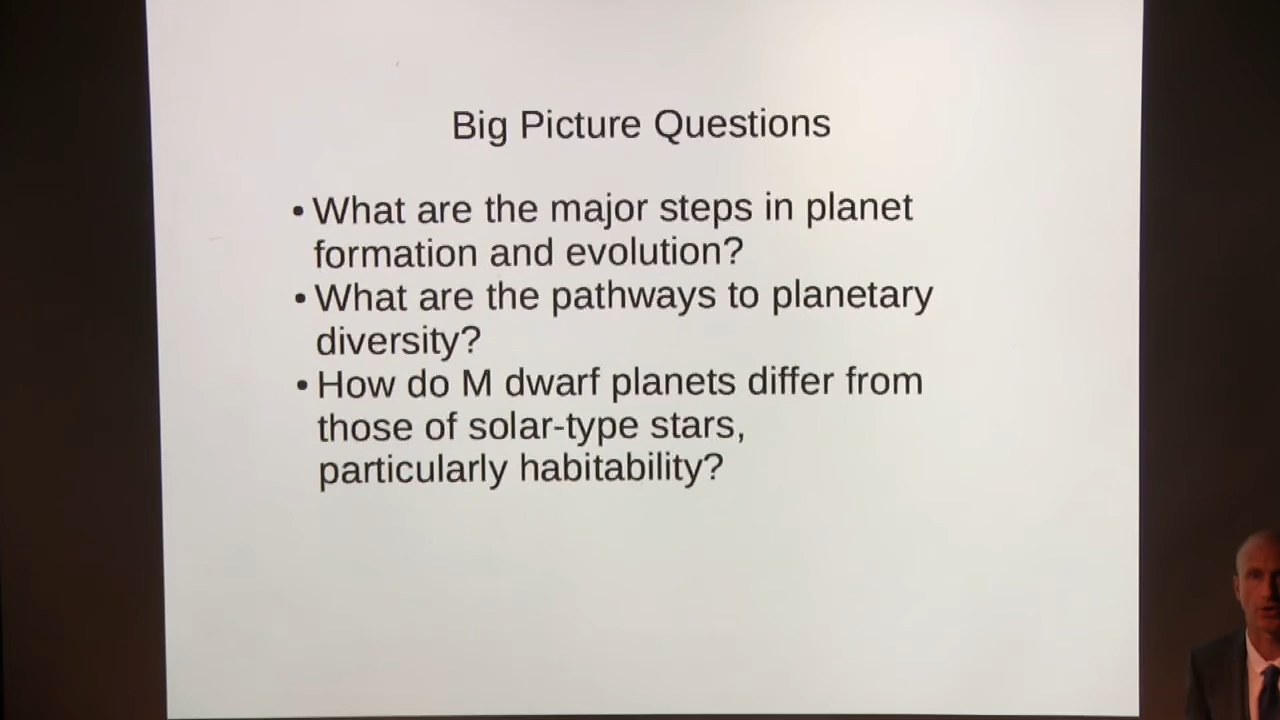 Big Picture Questions
• What are the major steps in planet
formation and evolution?
• What are the pathways to planetary
diversity?
• How do M dwarf planets differ from
those of solar-type stars,
particularly habitability?